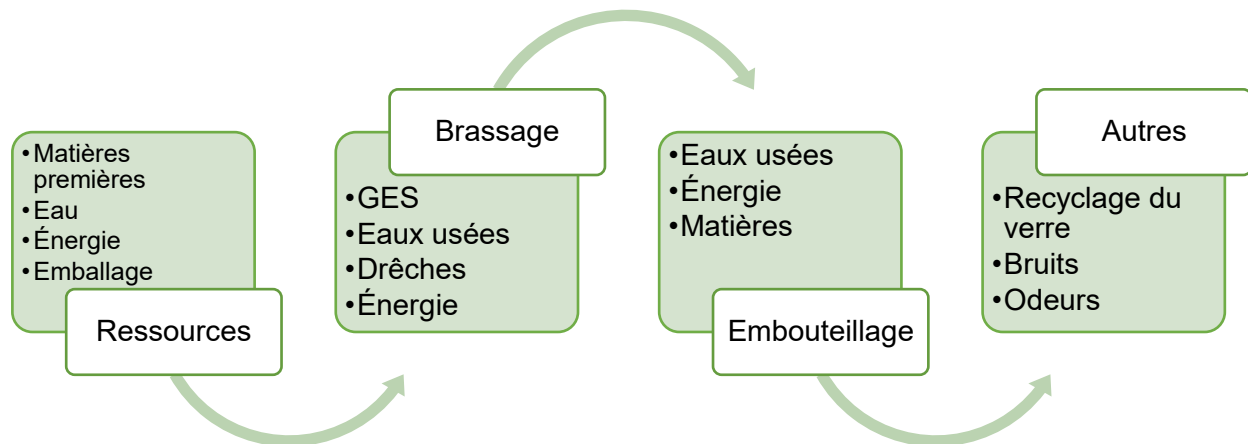 •Matières
premières
•Eau
•Énergie
•Emballage
Ressources
Brassage
•GES
•Eaux usées
•Drêches
•Énergie
•Eaux usées
•Énergie
•Matières
Embouteillage
Autres
•Recyclage du
verre
•Bruits
•Odeurs